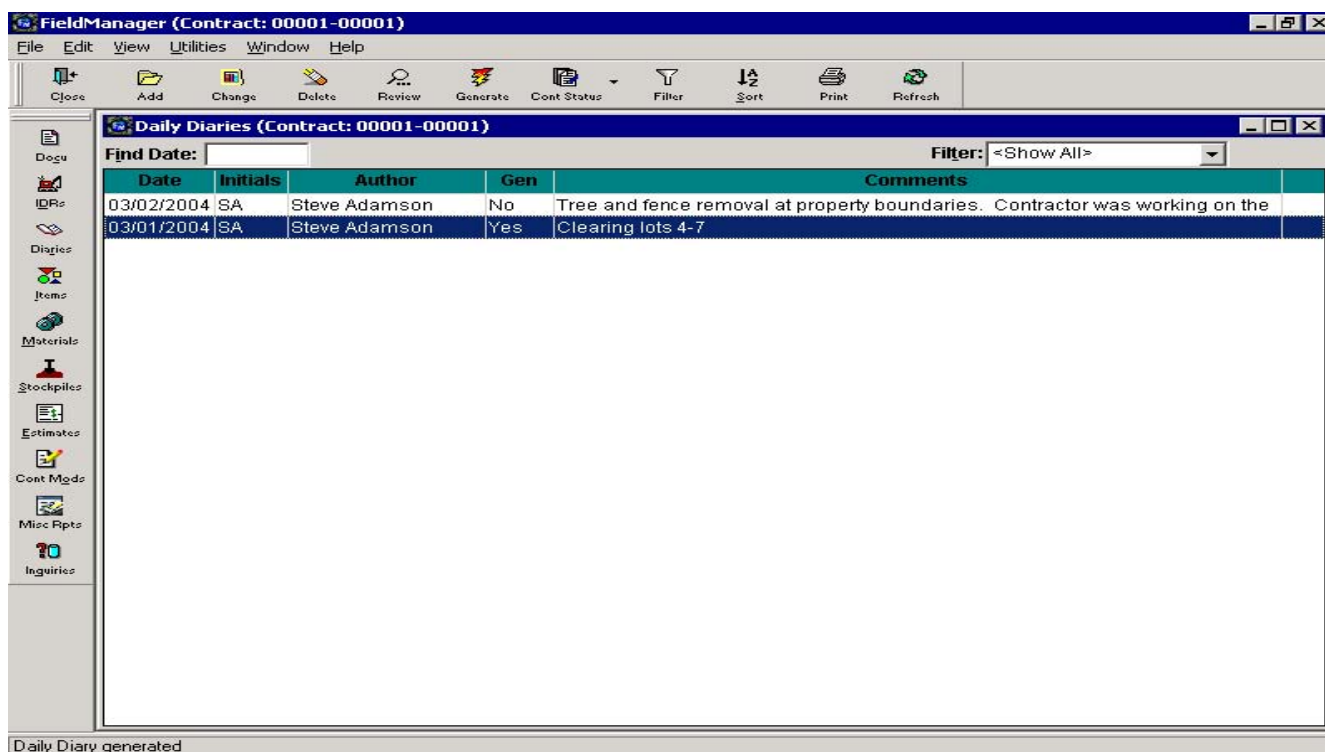 FieldManager (Contract: 00001-00001)
File Edit View Utilities Window Help
Close Add Change Delete Review Generate Cont Status Filter Sort Print Refresh
Daily Diaries (Contract: 00001-00001)
Find Date: Filter: <Show All>
Date Initials Author Gen Comments
03/02/2004 SA Steve Adamson No Tree and fence removal at property boundaries. Contractor was working on the
03/01/2004 SA Steve Adamson Yes Clearing lots 4-7
Docu
IDRs
Diaries
Items
Materials
Stockpiles
Estimates
Cont Mods
Misc Rpts
Inquiries
Daily Diary generated